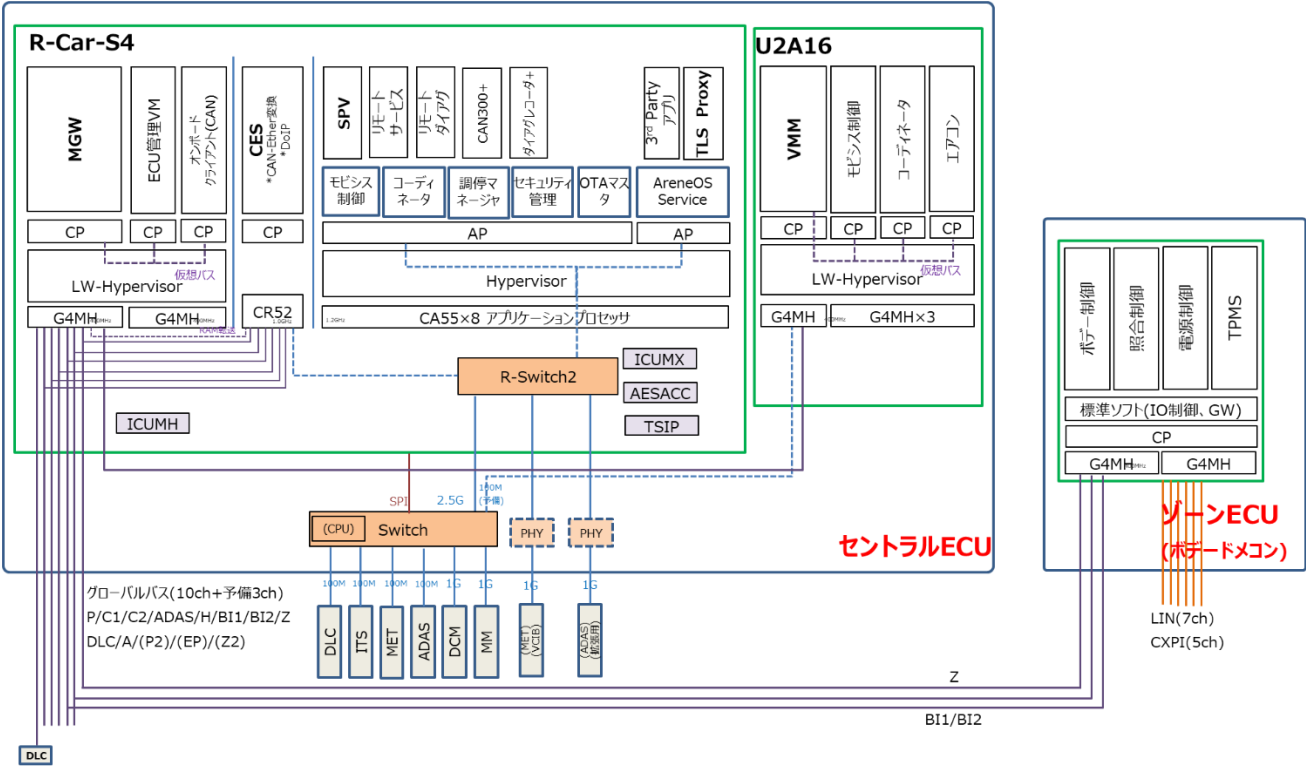 R-Car-S4
MGW
CP
ECU管理VM
CP
オンボード
クライアント(CAN)
CP
仮想バス
LW-Hypervisor
G4MH
G4MH
RAM転送
CES
*CAN-Ether変換
*DoIP
CP
CR52
1.0GHz
SPV
リモート
サービス
リモート
ダイアグ
CAN300+
ダイアグレコーダ+
3rd Party
アプリ
TLS Proxy
モビシス
制御
コーディ
ネータ
調停マ
ネージャ
セキュリティ
管理
OTAマス
タ
AreneOS
Service
AP
AP
Hypervisor
1.2GHz
CA55×8 アプリケーションプロセッサ
R-Switch2
ICUMX
AESACC
TSIP
ICUMH
U2A16
VMM
モビシス制御
コーディネータ
エアコン
CP
CP
CP
CP
仮想バス
LW-Hypervisor
G4MH
G4MH×3
SPI
2.5G
100M
(予備)
(CPU)
Switch
PHY
PHY
セントラルECU
100M
100M
100M
100M
1G
1G
1G
1G
DLC
ITS
MET
ADAS
DCM
MM
(MET)
(VCIB)
(ADAS)
(拡張用)
グローバルバス(10ch+予備3ch)
P/C1/C2/ADAS/H/BI1/BI2/Z
DLC/A/(P2)/(EP)/(Z2)
DLC
ボデー制御
照合制御
電源制御
TPMS
標準ソフト(IO制御、GW)
CP
G4MH
G4MH
ゾーンECU
(ボデードメコン)
LIN(7ch)
CXPI(5ch)
Z
BI1/BI2